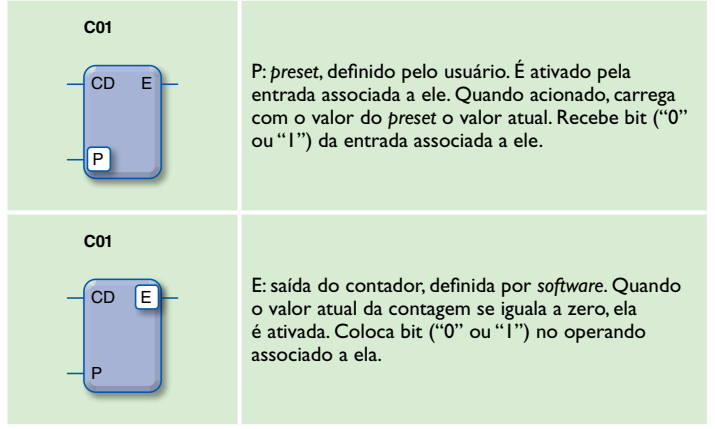 C01
CD E
P
P: preset, definido pelo usuário. É ativado pela
entrada associada a ele. Quando acionado, carrega
com o valor do preset o valor atual. Recebe bit (“0”
ou “1”) da entrada associada a ele.
C01
CD E
P
E: saída do contador, definida por software. Quando
o valor atual da contagem se iguala a zero, ela
é ativada. Coloca bit (“0” ou “1”) no operando
associado a ela.